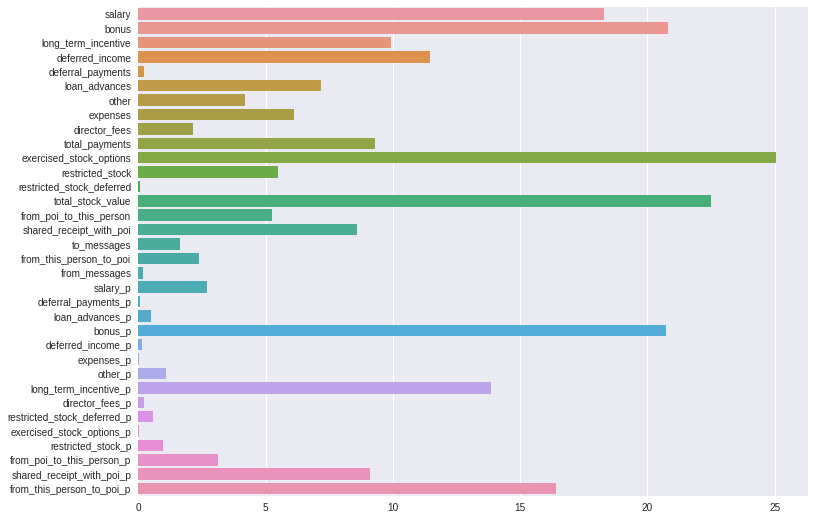 salary
bonus
long_term_incentive
deferred_income
deferral_payments
loan_advances
other
expenses
director_fees
total_payments
exercised_stock_options
restricted_stock
restricted_stock_deferred
total_stock_value
from_poi_to_this_person
shared_receipt_with_poi
to_messages
from_this_person_to_poi
from_messages
salary_p
deferral_payments_p
loan_advances_p
bonus_p
deferred_income_p
expenses_p
other_p
long_term_incentive_p
director_fees_p
restricted_stock_deferred_p
exercised_stock_options_p
restricted_stock_p
from_poi_to_this_person_p
shared_receipt_with_poi_p
from_this_person_to_poi_p
0 5 10 15 20 25